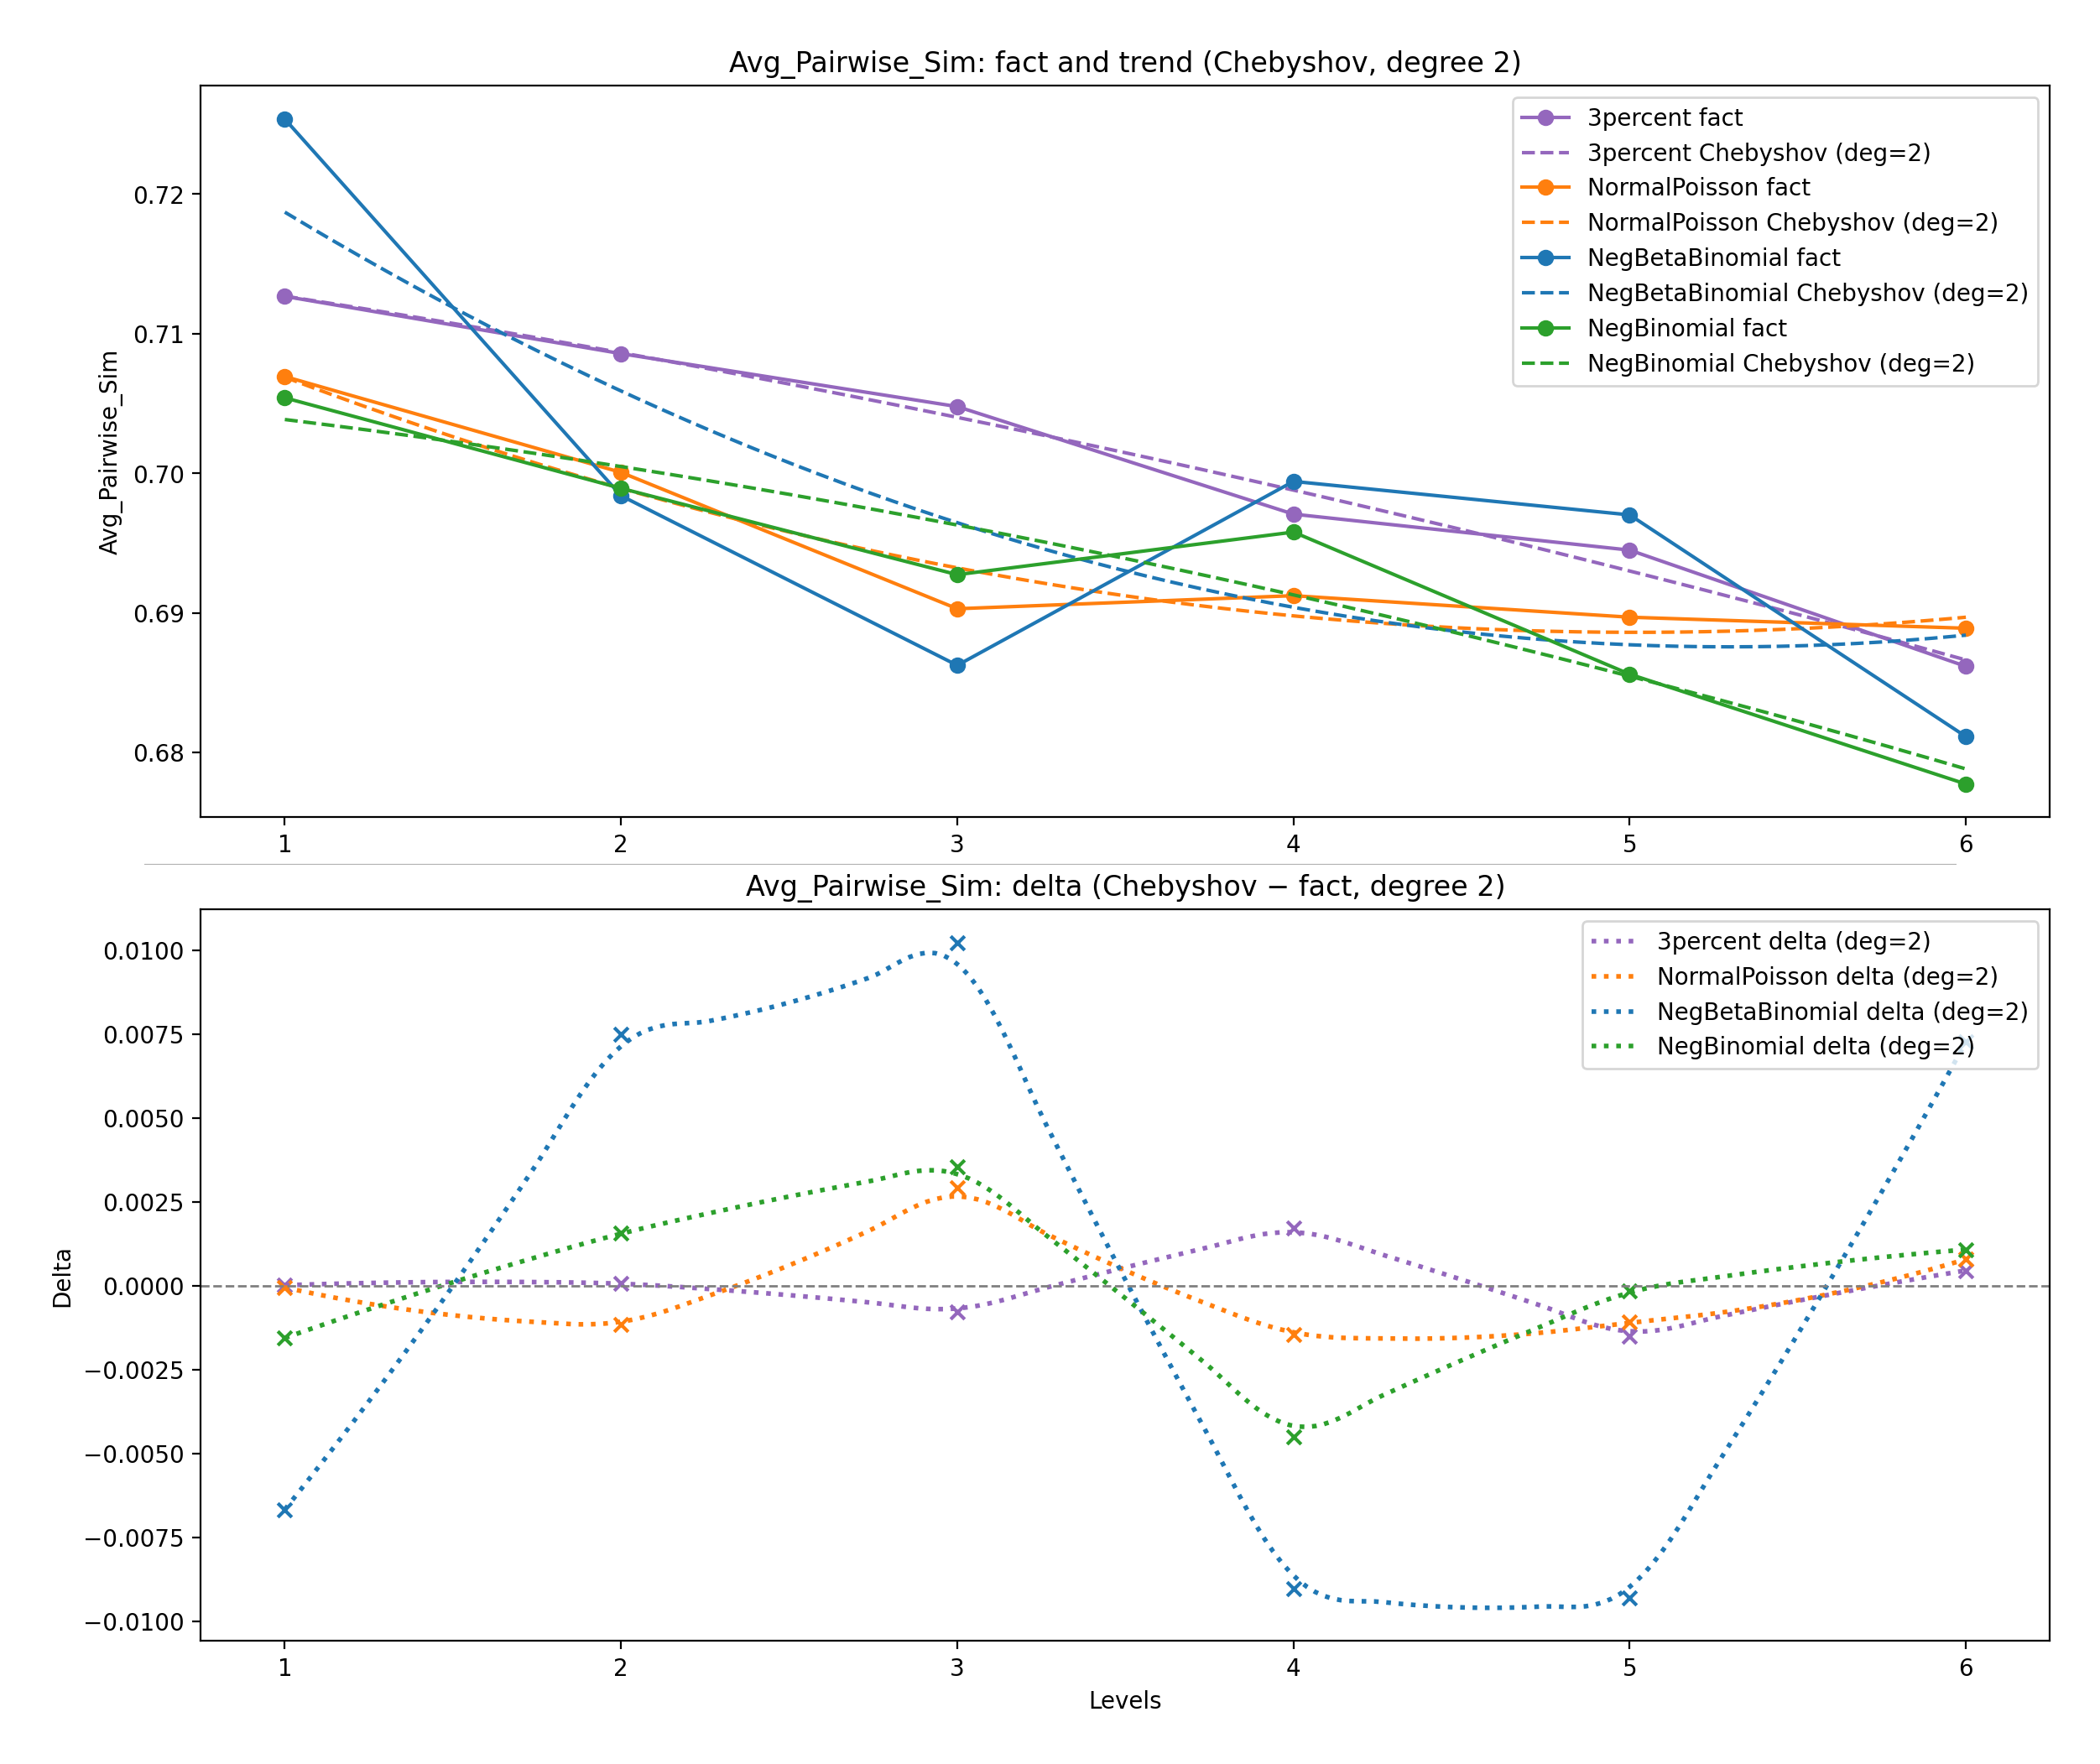 Avg_Pairwise_Sim: fact and trend (Chebyshov, degree 2)
3percent fact
3percent Chebyshov (deg=2)
NormalPoisson fact
NormalPoisson Chebyshov (deg=2)
NegBetaBinomial fact
NegBetaBinomial Chebyshov (deg=2)
NegBinomial fact
NegBinomial Chebyshov (deg=2)
Avg_Pairwise_Sim
0.72
0.71
0.70
0.69
0.68
1 2 3 4 5 6
Avg_Pairwise_Sim: delta (Chebyshov − fact, degree 2)
3percent delta (deg=2)
NormalPoisson delta (deg=2)
NegBetaBinomial delta (deg=2)
NegBinomial delta (deg=2)
Delta
0.0100
0.0075
0.0050
0.0025
0.0000
−0.0025
−0.0050
−0.0075
−0.0100
1 2 3 4 5 6
Levels